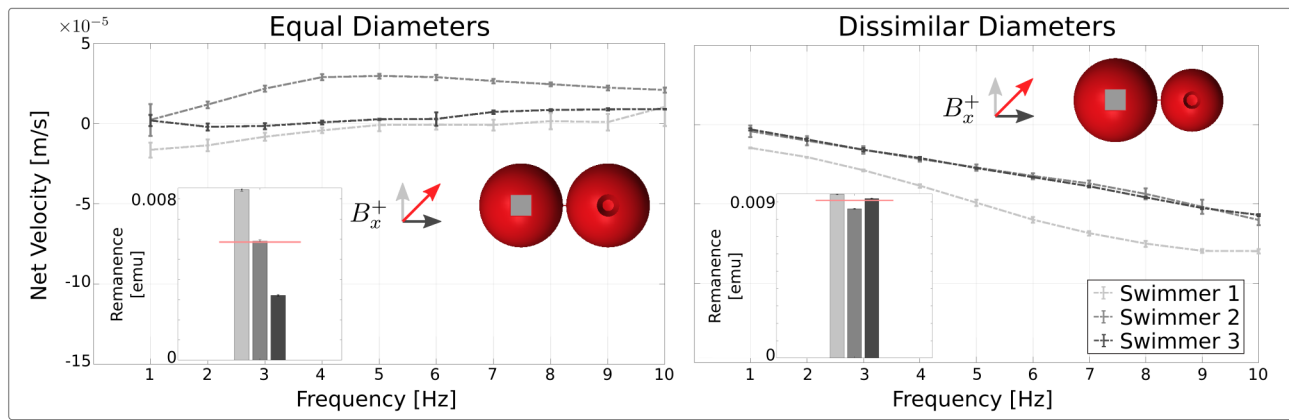 Equal Diameters
×10⁻⁵
5
0
-5
-10
-15
Net Velocity [m/s]
0.008
0
Remanence
[emu]
B_x^+
1 2 3 4 5 6 7 8 9 10
Frequency [Hz]
Dissimilar Diameters
B_x^+
0.009
0
Remanence
[emu]
Swimmer 1
Swimmer 2
Swimmer 3
1 2 3 4 5 6 7 8 9 10
Frequency [Hz]